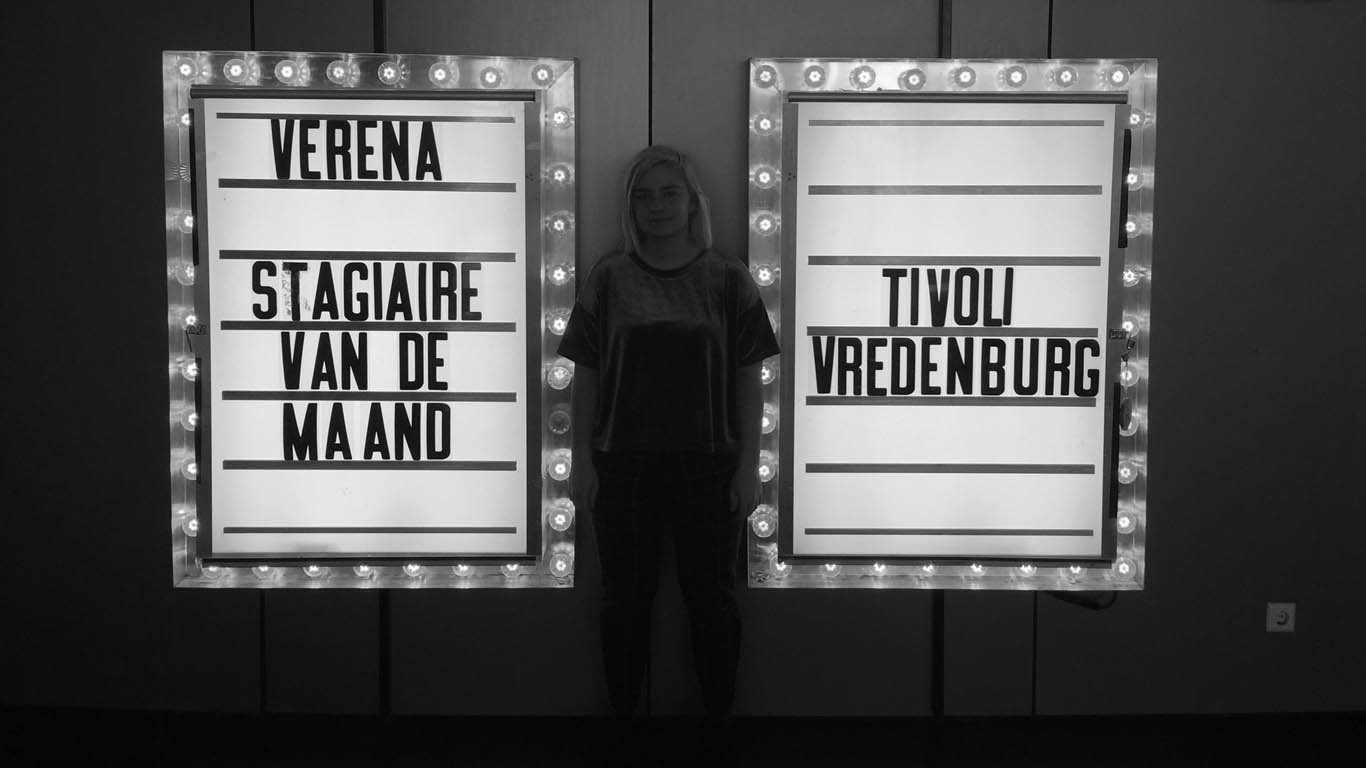 VERENA
STAGIAIRE
VAN DE
MAAND
TIVOLI
VREDENBURG